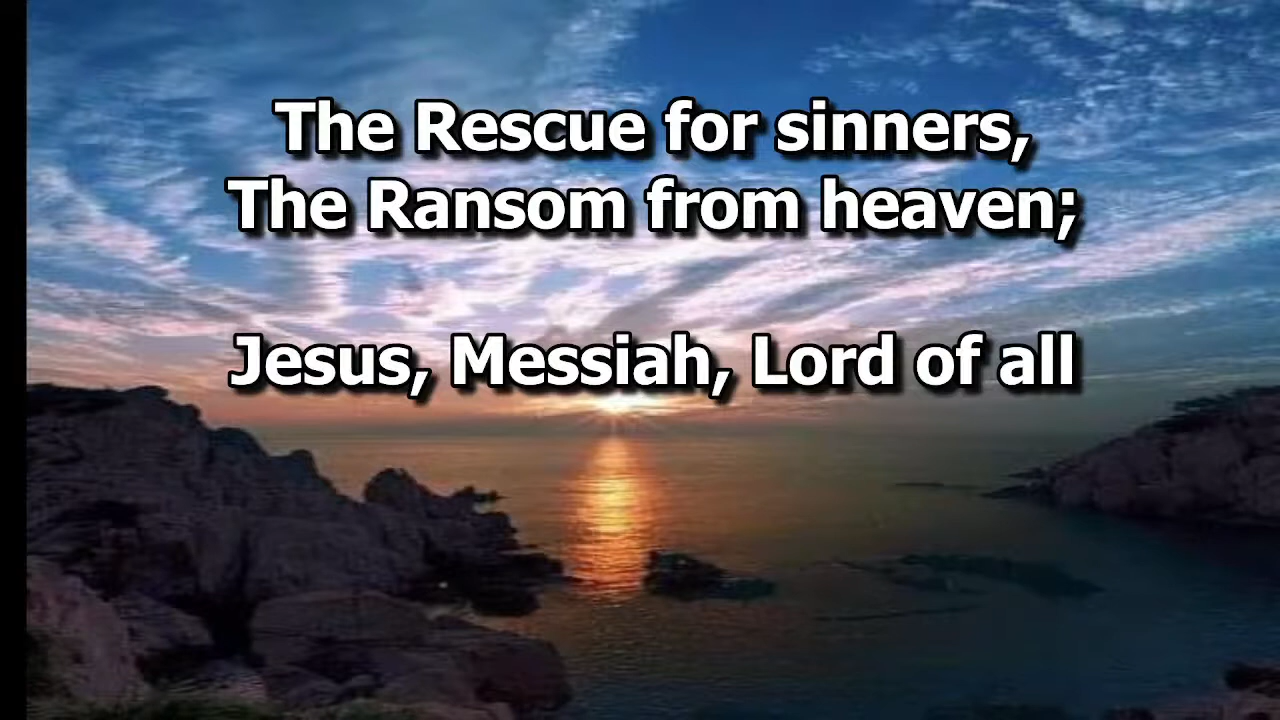 The Rescue for sinners,
The Ransom from heaven;
Jesus, Messiah, Lord of all